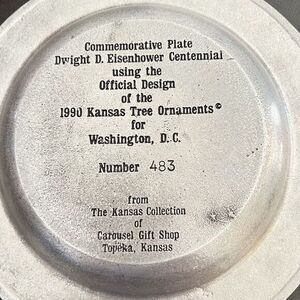 Commemorative Plate
Dwight D. Eisenhower Centennial
using the
Official Design
of the
1990 Kansas Tree Ornaments©
for
Washington, D.C.
Number 483
from
The Kansas Collection
of
Carousel Gift Shop
Topeka, Kansas